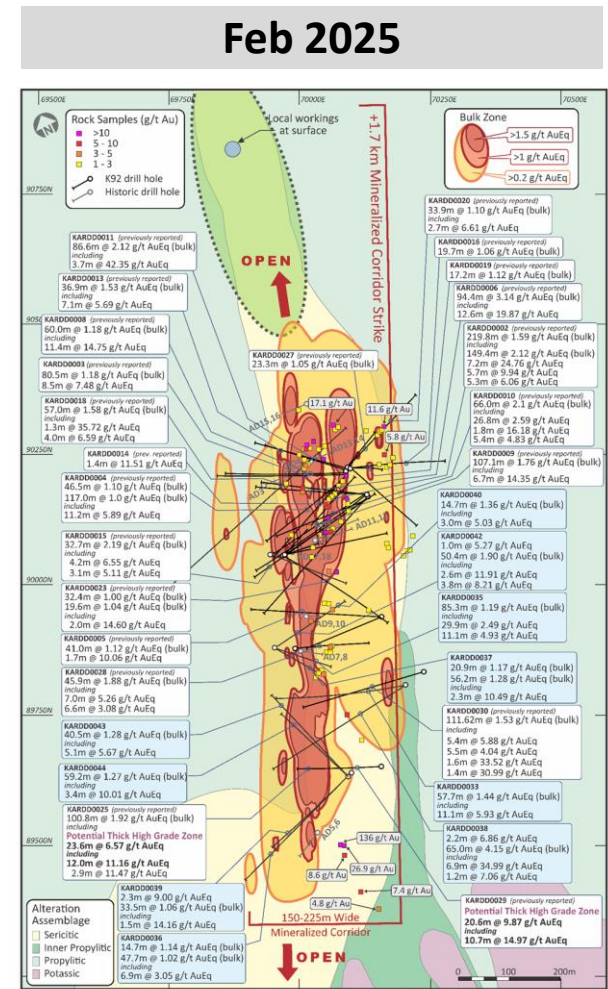 Feb 2025
69500E
69750E
70000E
70250E
70500E
N
Rock Samples (g/t Au)
>10
5 - 10
3 - 5
1 - 3
K92 drill hole
Historic drill hole
Local workings
at surface
+1.7 km Mineralized Corridor Strike
Bulk Zone
>1.5 g/t AuEq
>1 g/t AuEq
>0.2 g/t AuEq
90750N
OPEN
KARDD0011 (previously reported)
86.6m @ 2.12 g/t AuEq (bulk)
including
3.7m @ 42.35 g/t AuEq
KARDD0013 (previously reported)
36.9m @ 1.53 g/t AuEq (bulk)
including
7.1m @ 5.69 g/t AuEq
KARDD0008 (previously reported)
60.0m @ 1.18 g/t AuEq (bulk)
including
11.4m @ 14.75 g/t AuEq
KARDD0003 (previously reported)
80.5m @ 1.18 g/t AuEq (bulk)
8.5m @ 7.48 g/t AuEq
KARDD0018 (previously reported)
57.0m @ 1.58 g/t AuEq (bulk)
including
1.3m @ 35.72 g/t AuEq
4.0m @ 6.59 g/t AuEq
KARDD0014 (prev. reported)
1.4m @ 11.51 g/t AuEq
KARDD0004 (previously reported)
46.5m @ 1.10 g/t AuEq (bulk)
117.0m @ 1.0 g/t AuEq (bulk)
including
11.2m @ 5.89 g/t AuEq
KARDD0015 (previously reported)
32.7m @ 2.19 g/t AuEq (bulk)
including
4.2m @ 6.55 g/t AuEq
3.1m @ 5.11 g/t AuEq
90000N
KARDD0023 (previously reported)
32.4m @ 1.00 g/t AuEq (bulk)
19.6m @ 1.04 g/t AuEq (bulk)
including
2.0m @ 14.60 g/t AuEq
KARDD0005 (previously reported)
41.0m @ 1.12 g/t AuEq (bulk)
1.7m @ 10.06 g/t AuEq
KARDD0028 (previously reported)
45.9m @ 1.88 g/t AuEq (bulk)
including
7.0m @ 5.26 g/t AuEq
6.6m @ 3.08 g/t AuEq
89750N
KARDD0043
40.5m @ 1.28 g/t AuEq (bulk)
including
5.1m @ 5.67 g/t AuEq
KARDD0044
59.2m @ 1.27 g/t AuEq (bulk)
including
3.4m @ 10.01 g/t AuEq
KARDD0025 (previously reported)
100.8m @ 1.92 g/t AuEq (bulk)
including
Potential Thick High Grade Zone
23.6m @ 6.57 g/t AuEq
including
12.0m @ 11.16 g/t AuEq
2.9m @ 11.47 g/t AuEq
89500N
KARDD0039
2.3m @ 9.00 g/t AuEq
33.5m @ 1.06 g/t AuEq (bulk)
including
1.5m @ 14.16 g/t AuEq
KARDD0036
14.7m @ 1.14 g/t AuEq (bulk)
47.7m @ 1.02 g/t AuEq (bulk)
including
6.9m @ 3.05 g/t AuEq
KARDD0027 (previously reported)
23.3m @ 1.05 g/t AuEq (bulk)
17.1 g/t Au
11.6 g/t Au
5.8 g/t Au
90250N
AD15,16
AD3
AD11,12
AD9,10
AD7,8
AD5,6
KARDD0020 (previously reported)
33.9m @ 1.10 g/t AuEq (bulk)
including
2.7m @ 6.61 g/t AuEq
KARDD0016 (previously reported)
19.7m @ 1.06 g/t AuEq (bulk)
KARDD0019 (previously reported)
17.2m @ 1.12 g/t AuEq (bulk)
KARDD0006 (previously reported)
94.4m @ 3.14 g/t AuEq (bulk)
including
12.6m @ 19.87 g/t AuEq
KARDD0002 (previously reported)
219.8m @ 1.59 g/t AuEq (bulk)
including
149.4m @ 2.12 g/t AuEq (bulk)
7.2m @ 24.76 g/t AuEq
5.7m @ 9.94 g/t AuEq
5.3m @ 6.06 g/t AuEq
KARDD0010 (previously reported)
66.0m @ 2.1 g/t AuEq (bulk)
including
26.8m @ 2.59 g/t AuEq
1.8m @ 16.18 g/t AuEq
5.4m @ 4.83 g/t AuEq
KARDD0009 (previously reported)
107.1m @ 1.76 g/t AuEq (bulk)
including
6.7m @ 14.35 g/t AuEq
KARDD0040
14.7m @ 1.36 g/t AuEq (bulk)
including
3.0m @ 5.03 g/t AuEq
KARDD0042
1.0m @ 5.27 g/t AuEq
50.4m @ 1.90 g/t AuEq (bulk)
including
2.6m @ 11.91 g/t AuEq
3.8m @ 8.21 g/t AuEq
KARDD0035
85.3m @ 1.19 g/t AuEq (bulk)
including
29.9m @ 2.49 g/t AuEq
11.1m @ 4.93 g/t AuEq
KARDD0037
20.9m @ 1.17 g/t AuEq (bulk)
56.2m @ 1.28 g/t AuEq (bulk)
including
2.3m @ 10.49 g/t AuEq
KARDD0030 (previously reported)
111.62m @ 1.53 g/t AuEq (bulk)
including
5.4m @ 5.88 g/t AuEq
5.5m @ 4.04 g/t AuEq
1.6m @ 33.52 g/t AuEq
1.4m @ 30.99 g/t AuEq
KARDD0033
57.7m @ 1.44 g/t AuEq (bulk)
including
11.1m @ 5.93 g/t AuEq
KARDD0038
2.2m @ 6.86 g/t AuEq
65.0m @ 4.15 g/t AuEq (bulk)
including
6.9m @ 34.99 g/t AuEq
1.2m @ 7.06 g/t AuEq
KARDD0029 (previously reported)
Potential Thick High Grade Zone
20.6m @ 9.87 g/t AuEq
including
10.7m @ 14.97 g/t AuEq
136 g/t Au
26.9 g/t Au
8.6 g/t Au
7.4 g/t Au
4.8 g/t Au
150-225m Wide
Mineralized Corridor
OPEN
Alteration
Assemblage
Sericitic
Inner Propylitic
Propylitic
Potassic
0 100 200m